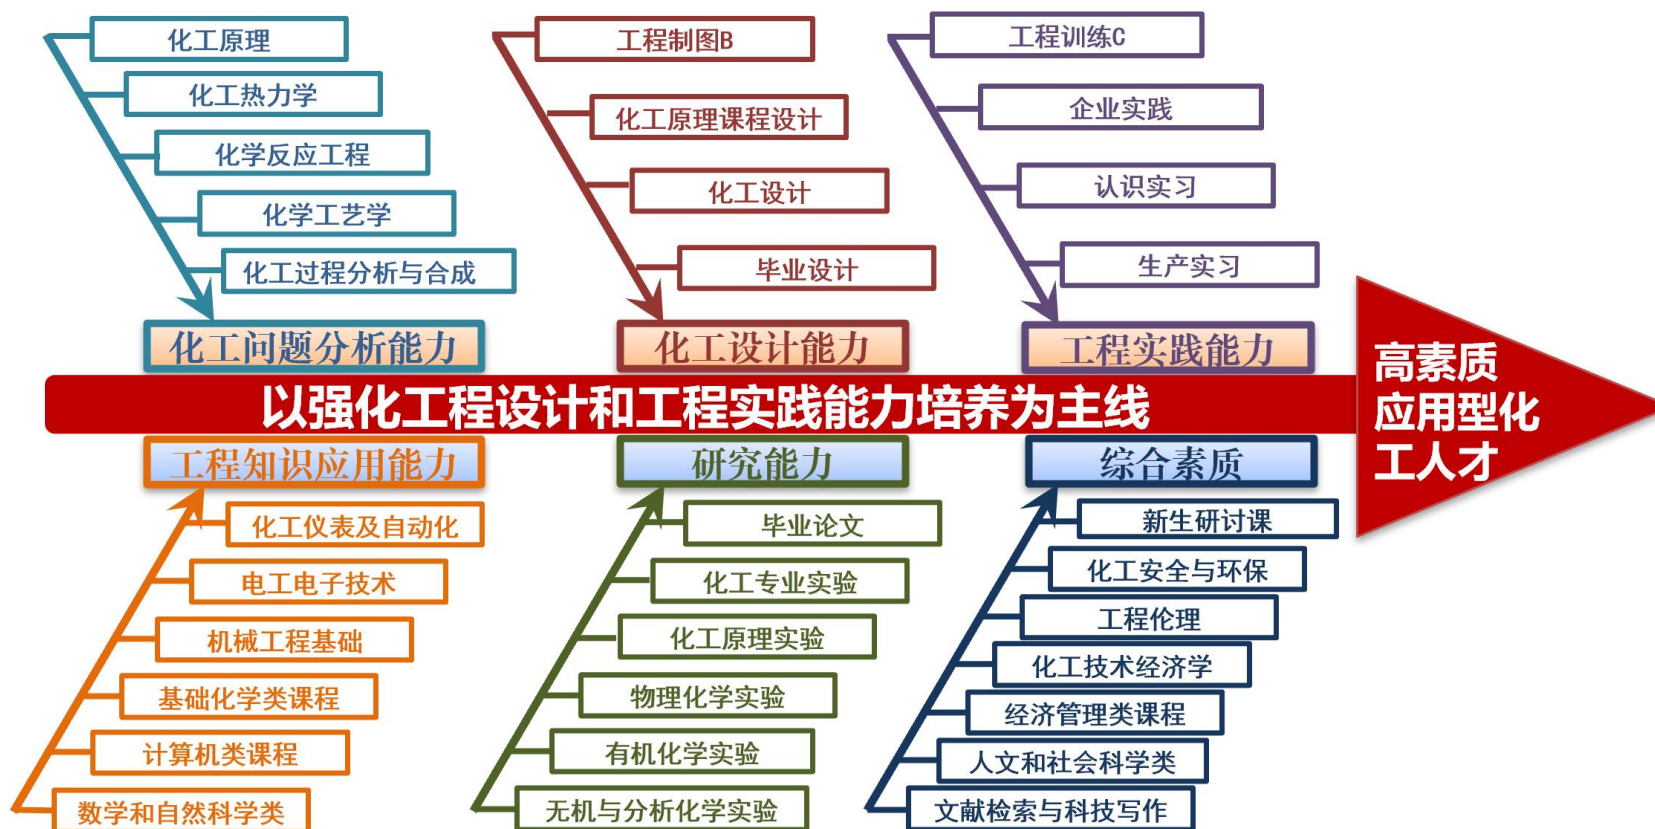 化工原理
化工热力学
化学反应工程
化学工艺学
化工过程分析与合成
化工问题分析能力
工程制图B
化工原理课程设计
化工设计
毕业设计
化工设计能力
工程训练C
企业实践
认识实习
生产实习
工程实践能力
以强化工程设计和工程实践能力培养为主线
高素质
应用型化
工人才
工程知识应用能力
化工仪表及自动化
电工电子技术
机械工程基础
基础化学类课程
计算机类课程
数学和自然科学类
研究能力
毕业论文
化工专业实验
化工原理实验
物理化学实验
有机化学实验
无机与分析化学实验
综合素质
新生研讨课
化工安全与环保
工程伦理
化工技术经济学
经济管理类课程
人文和社会科学类
文献检索与科技写作